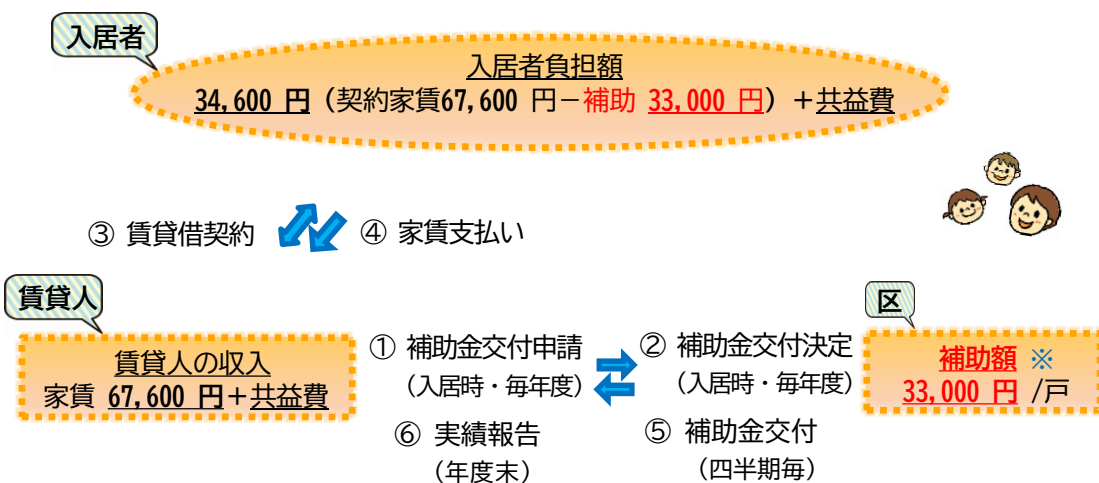 入居者
入居者負担額
34,600 円（契約家賃67,600 円－補助 33,000 円）＋共益費
③ 賃貸借契約
④ 家賃支払い
賃貸人
賃貸人の収入
家賃 67,600 円＋共益費
① 補助金交付申請
（入居時・毎年度）
② 補助金交付決定
（入居時・毎年度）
⑥ 実績報告
（年度末）
⑤ 補助金交付
（四半期毎）
区
補助額 ※
33,000 円 /戸